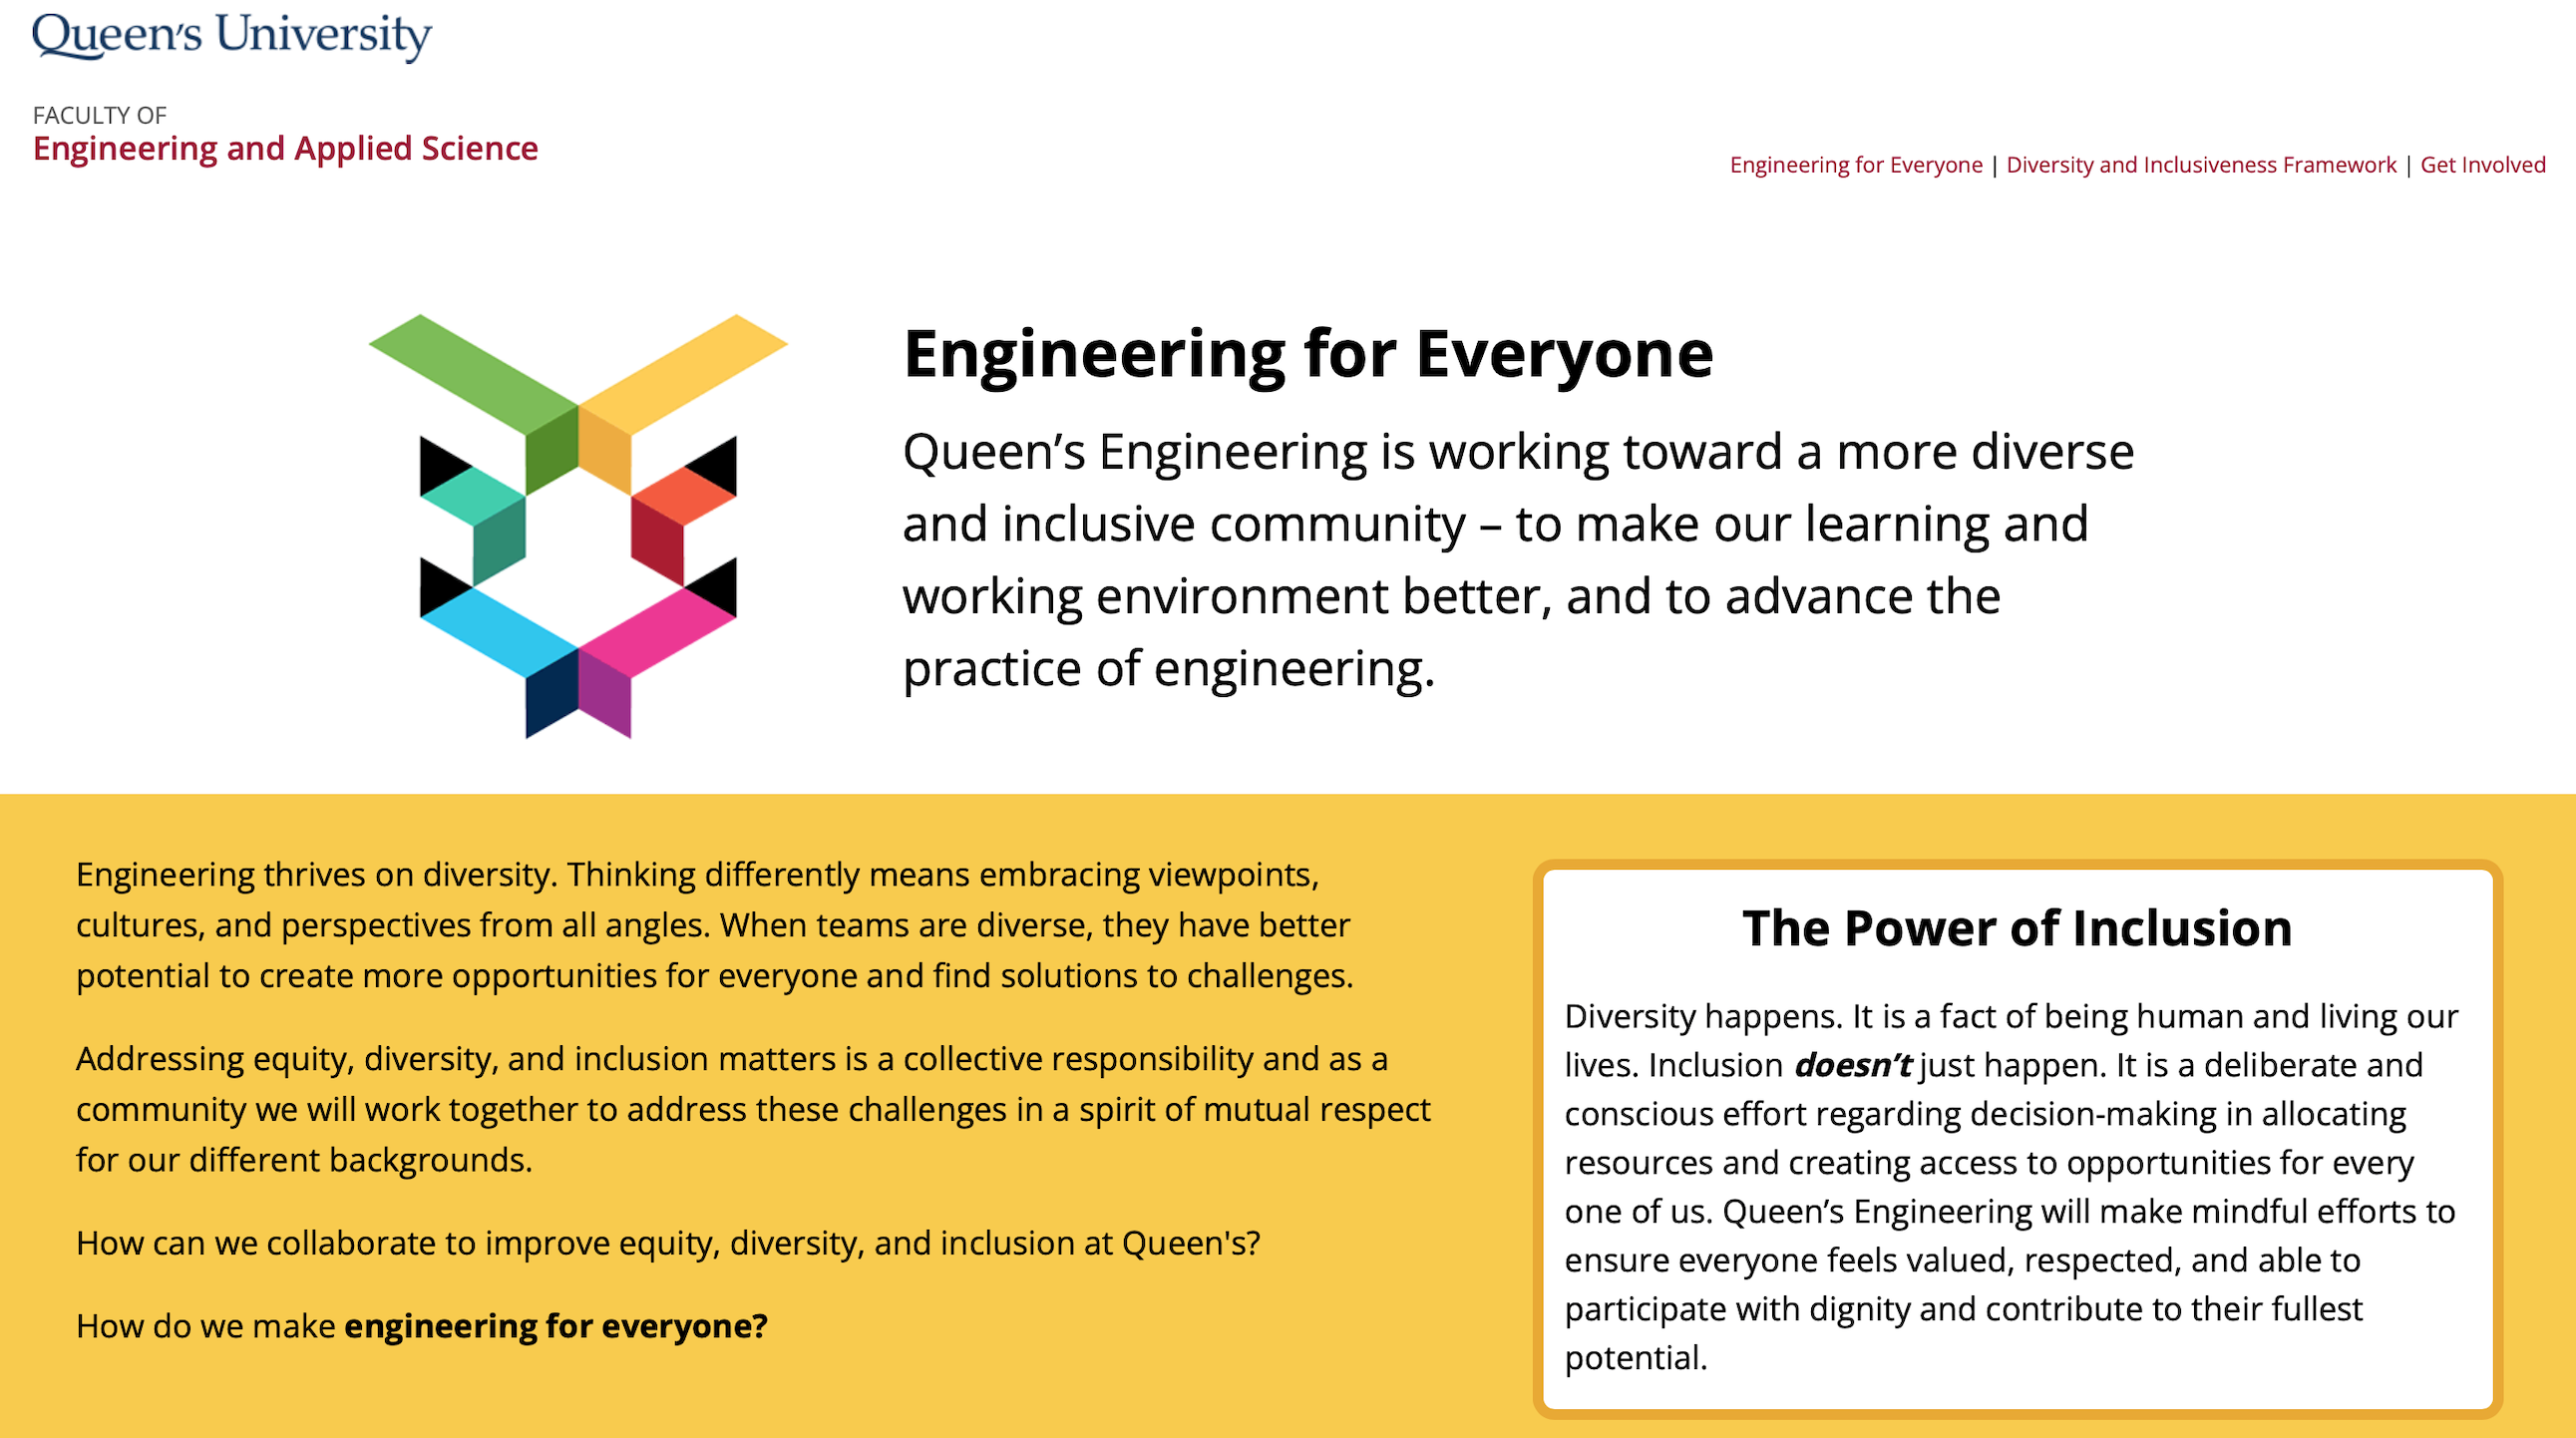 Queen's University
FACULTY OF
Engineering and Applied Science
Engineering for Everyone | Diversity and Inclusiveness Framework | Get Involved
Engineering for Everyone
Queen’s Engineering is working toward a more diverse
and inclusive community – to make our learning and
working environment better, and to advance the
practice of engineering.
Engineering thrives on diversity. Thinking differently means embracing viewpoints,
cultures, and perspectives from all angles. When teams are diverse, they have better
potential to create more opportunities for everyone and find solutions to challenges.
Addressing equity, diversity, and inclusion matters is a collective responsibility and as a
community we will work together to address these challenges in a spirit of mutual respect
for our different backgrounds.
How can we collaborate to improve equity, diversity, and inclusion at Queen's?
How do we make engineering for everyone?
The Power of Inclusion
Diversity happens. It is a fact of being human and living our
lives. Inclusion doesn’t just happen. It is a deliberate and
conscious effort regarding decision-making in allocating
resources and creating access to opportunities for every
one of us. Queen’s Engineering will make mindful efforts to
ensure everyone feels valued, respected, and able to
participate with dignity and contribute to their fullest
potential.